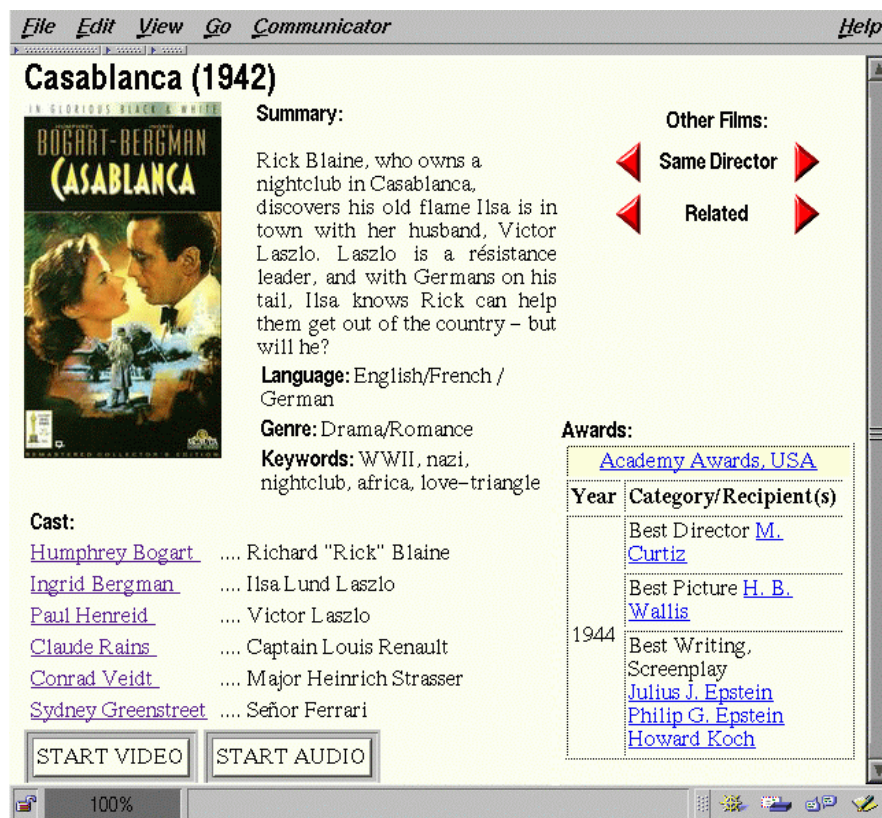 File Edit View Go Communicator Help
Casablanca (1942)
IN GLORIOUS BLACK & WHITE
HUMPHREY INGRID
BOGART-BERGMAN
CASABLANCA
REMASTERED COLLECTOR'S EDITION
Summary:
Rick Blaine, who owns a
nightclub in Casablanca,
discovers his old flame Ilsa is in
town with her husband, Victor
Laszlo. Laszlo is a résistance
leader, and with Germans on his
tail, Ilsa knows Rick can help
them get out of the country – but
will he?
Language: English/French /
German
Genre: Drama/Romance
Keywords: WWII, nazi,
nightclub, africa, love-triangle
Other Films:
Same Director
Related
Awards:
Academy Awards, USA
Year Category/Recipient(s)
1944
Best Director M.
Curtiz
Best Picture H. B.
Wallis
Best Writing,
Screenplay
Julius J. Epstein
Philip G. Epstein
Howard Koch
Cast:
Humphrey Bogart .... Richard "Rick" Blaine
Ingrid Bergman .... Ilsa Lund Laszlo
Paul Henreid .... Victor Laszlo
Claude Rains .... Captain Louis Renault
Conrad Veidt .... Major Heinrich Strasser
Sydney Greenstreet .... Señor Ferrari
START VIDEO START AUDIO
100%